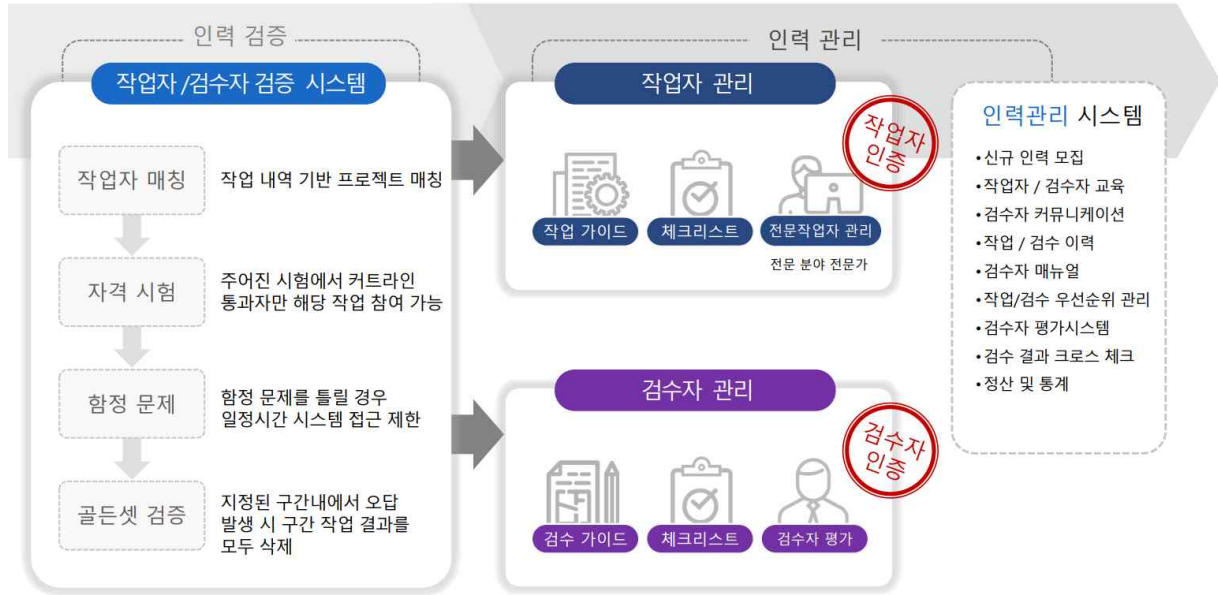 인력 검증
작업자/검수자 검증 시스템
작업자 매칭
작업 내역 기반 프로젝트 매칭
자격 시험
주어진 시험에서 커트라인
통과자만 해당 작업 참여 가능
함정 문제
함정 문제를 틀릴 경우
일정시간 시스템 접근 제한
골든셋 검증
지정된 구간내에서 오답
발생 시 구간 작업 결과를
모두 삭제
인력 관리
작업자 관리
작업자
인증
작업 가이드
체크리스트
전문작업자 관리
전문 분야 전문가
검수자 관리
검수자
인증
검수 가이드
체크리스트
검수자 평가
인력관리 시스템
•신규 인력 모집
•작업자 / 검수자 교육
•검수자 커뮤니케이션
•작업 / 검수 이력
•검수자 매뉴얼
•작업/검수 우선순위 관리
•검수자 평가시스템
•검수 결과 크로스 체크
•정산 및 통계